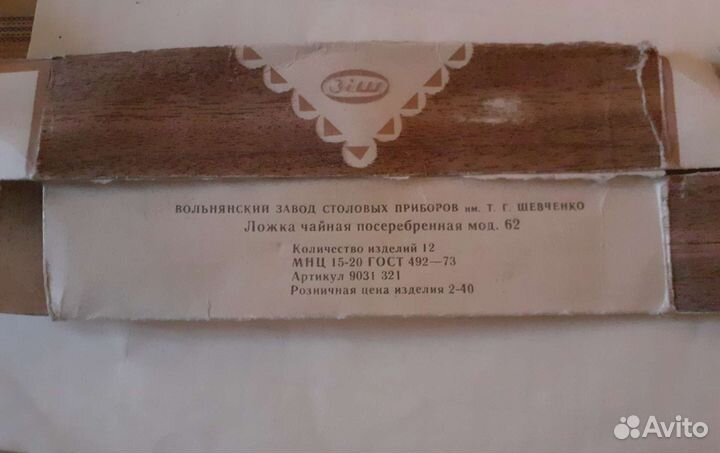 ЗіШ
ВОЛЬНЯНСКИЙ ЗАВОД СТОЛОВЫХ ПРИБОРОВ им. Т. Г. ШЕВЧЕНКО
Ложка чайная посеребренная мод. 62
Количество изделий 12
МНЦ 15-20 ГОСТ 492—73
Артикул 9031 321
Розничная цена изделия 2-40
Avito